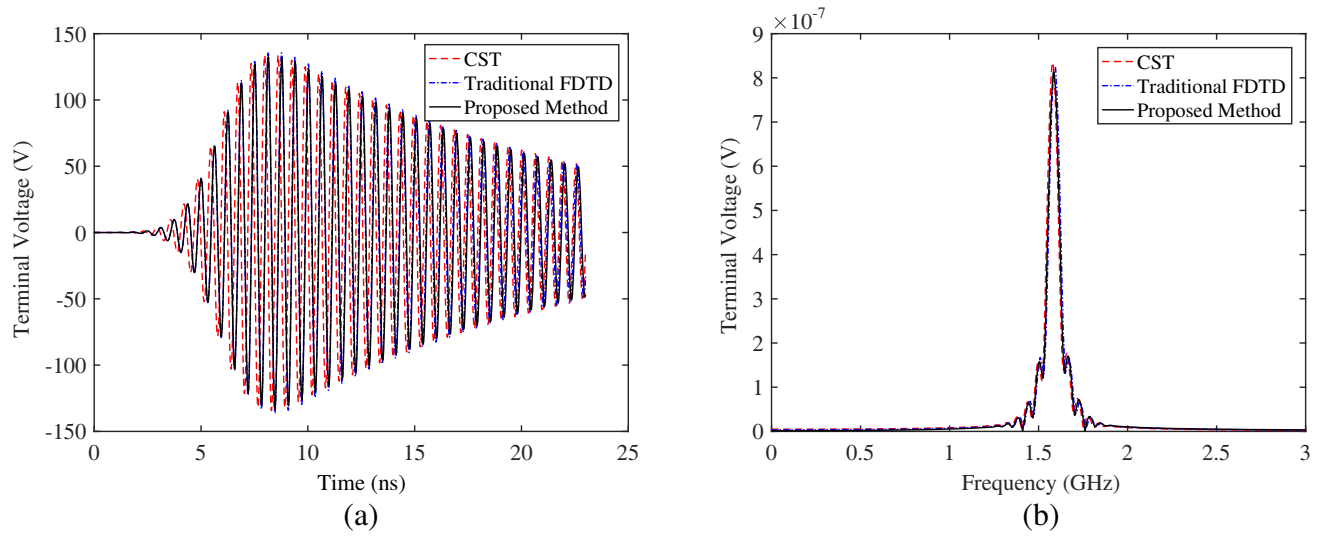 150
100
50
0
-50
-100
-150
Terminal Voltage (V)
CST
Traditional FDTD
Proposed Method
0 5 10 15 20 25
Time (ns)
(a)
×10⁻⁷
9
8
7
6
5
4
3
2
1
0
Terminal Voltage (V)
CST
Traditional FDTD
Proposed Method
0 0.5 1 1.5 2 2.5 3
Frequency (GHz)
(b)